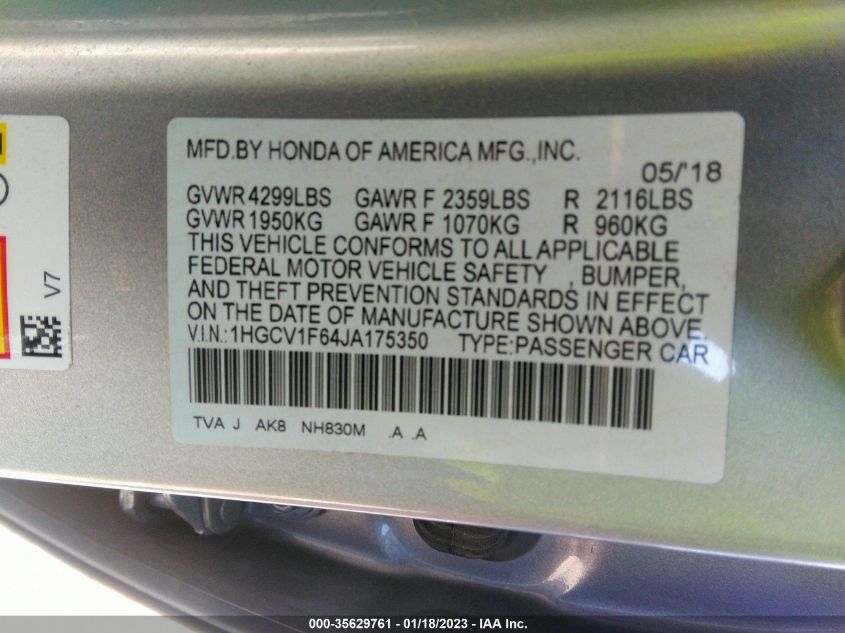 MFD.BY HONDA OF AMERICA MFG.,INC.
05/'18
GVWR 4299LBS GAWR F 2359LBS R 2116LBS
GVWR 1950KG GAWR F 1070KG R 960KG
THIS VEHICLE CONFORMS TO ALL APPLICABLE
FEDERAL MOTOR VEHICLE SAFETY , BUMPER,
AND THEFT PREVENTION STANDARDS IN EFFECT
ON THE DATE OF MANUFACTURE SHOWN ABOVE.
V.I.N.:1HGCV1F64JA175350 TYPE:PASSENGER CAR
TVA J AK8 NH830M .A .A
V7
000-35629761 / 01/18/2023 - IAA Inc.